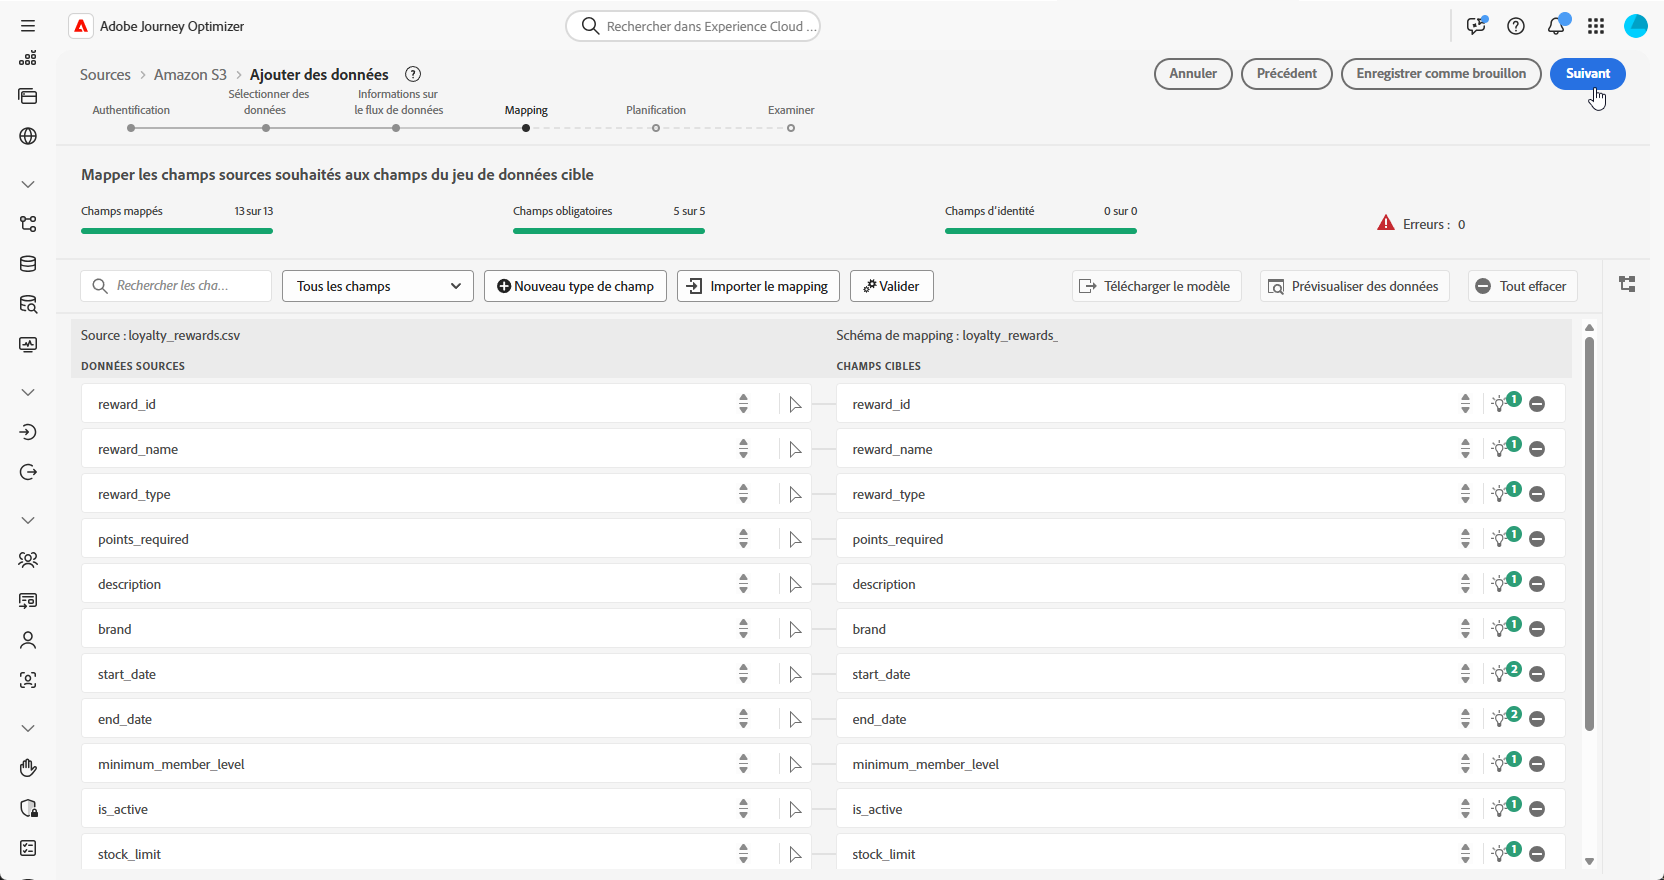 Adobe Journey Optimizer
Rechercher dans Experience Cloud ...
Sources > Amazon S3 > Ajouter des données
Annuler
Précédent
Enregistrer comme brouillon
Suivant
Authentification
Sélectionner des
données
Informations sur
le flux de données
Mapping
Planification
Examiner
Mapper les champs sources souhaités aux champs du jeu de données cible
Champs mappés 13 sur 13
Champs obligatoires 5 sur 5
Champs d’identité 0 sur 0
Erreurs : 0
Rechercher les cha...
Tous les champs
Nouveau type de champ
Importer le mapping
Valider
Télécharger le modèle
Prévisualiser des données
Tout effacer
Source : loyalty_rewards.csv
Schéma de mapping : loyalty_rewards_
DONNÉES SOURCES
CHAMPS CIBLES
reward_id reward_id 1
reward_name reward_name 1
reward_type reward_type 1
points_required points_required 1
description description 1
brand brand 1
start_date start_date 2
end_date end_date 2
minimum_member_level minimum_member_level 1
is_active is_active 1
stock_limit stock_limit 1